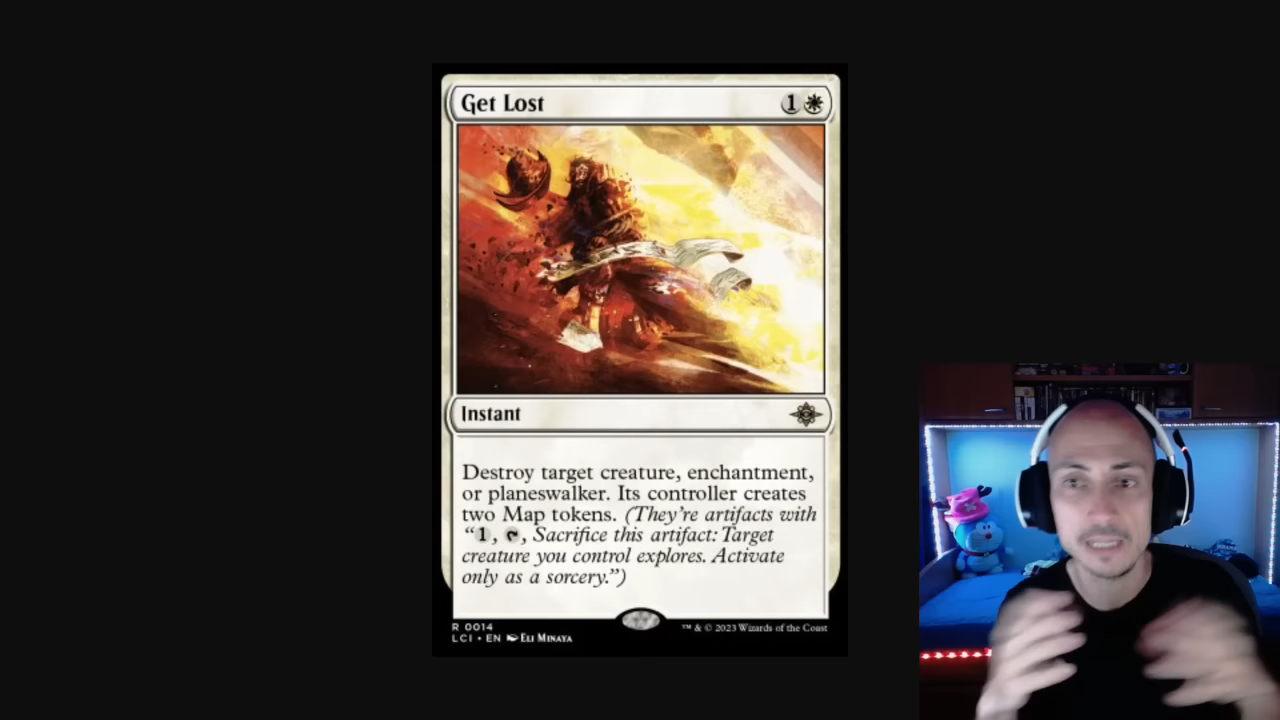 Get Lost
1
Instant
Destroy target creature, enchantment,
or planeswalker. Its controller creates
two Map tokens. (They're artifacts with
“1, , Sacrifice this artifact: Target
creature you control explores. Activate
only as a sorcery.”)
R 0014
LCI • EN Eli Minaya
™ & © 2023 Wizards of the Coast